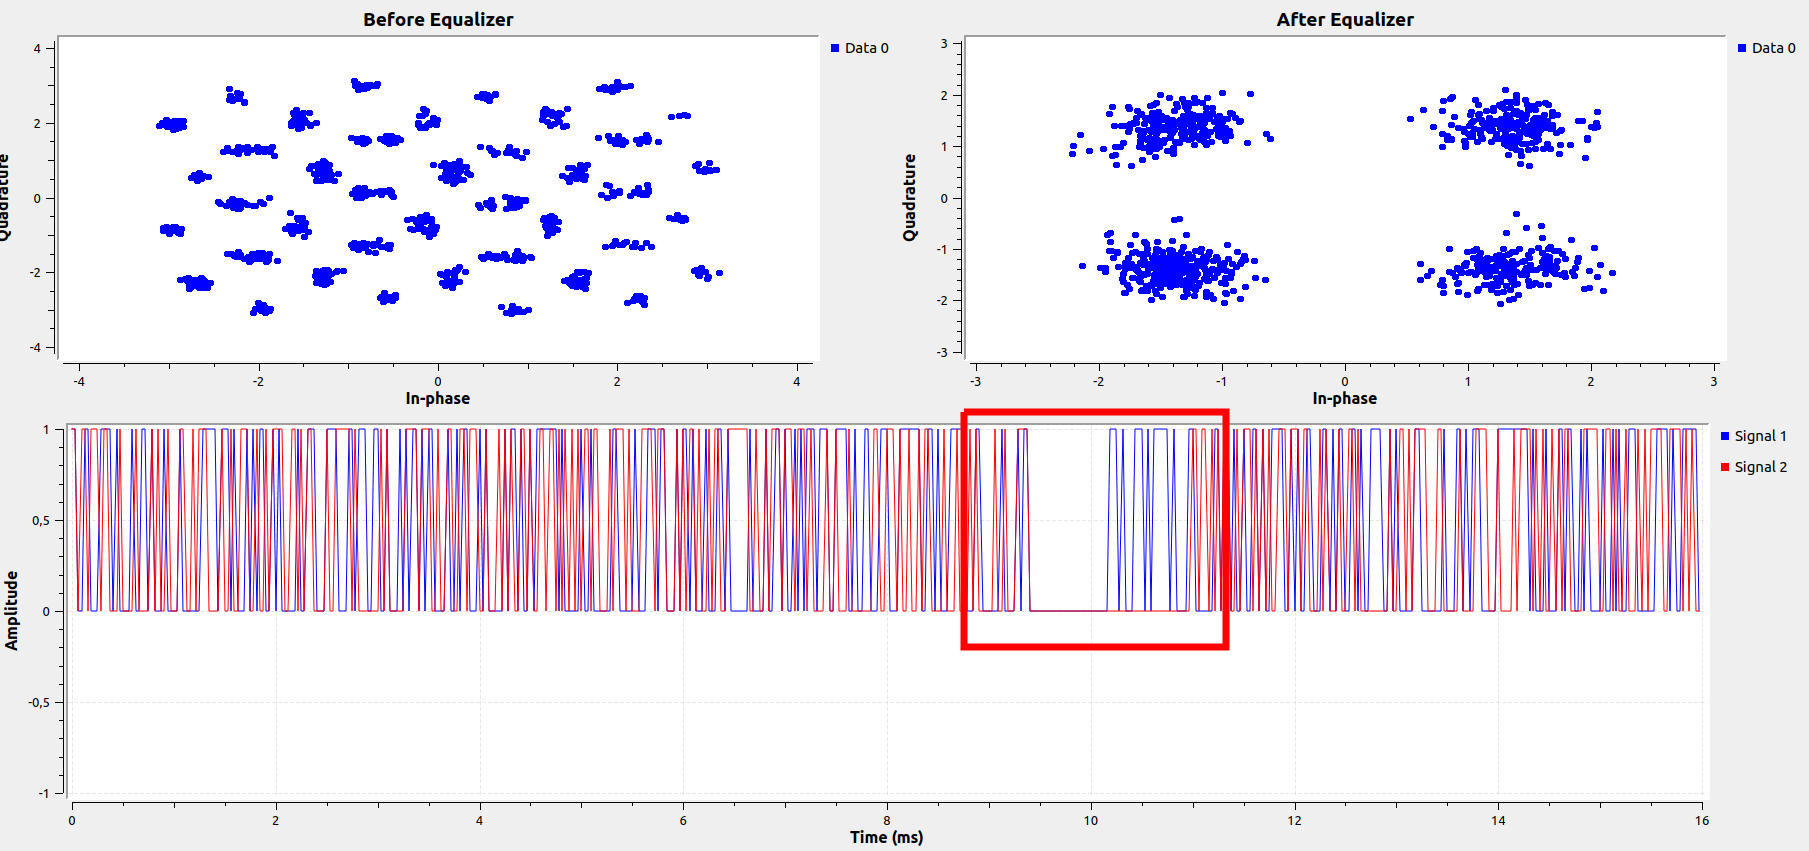 Before Equalizer
Quadrature
4
2
0
-2
-4
-4 -2 0 2 4
In-phase
Data 0
After Equalizer
Quadrature
3
2
1
0
-1
-2
-3
-3 -2 -1 0 1 2 3
In-phase
Data 0
Amplitude
1
0,5
0
-0,5
-1
0 2 4 6 8 10 12 14 16
Time (ms)
Signal 1
Signal 2